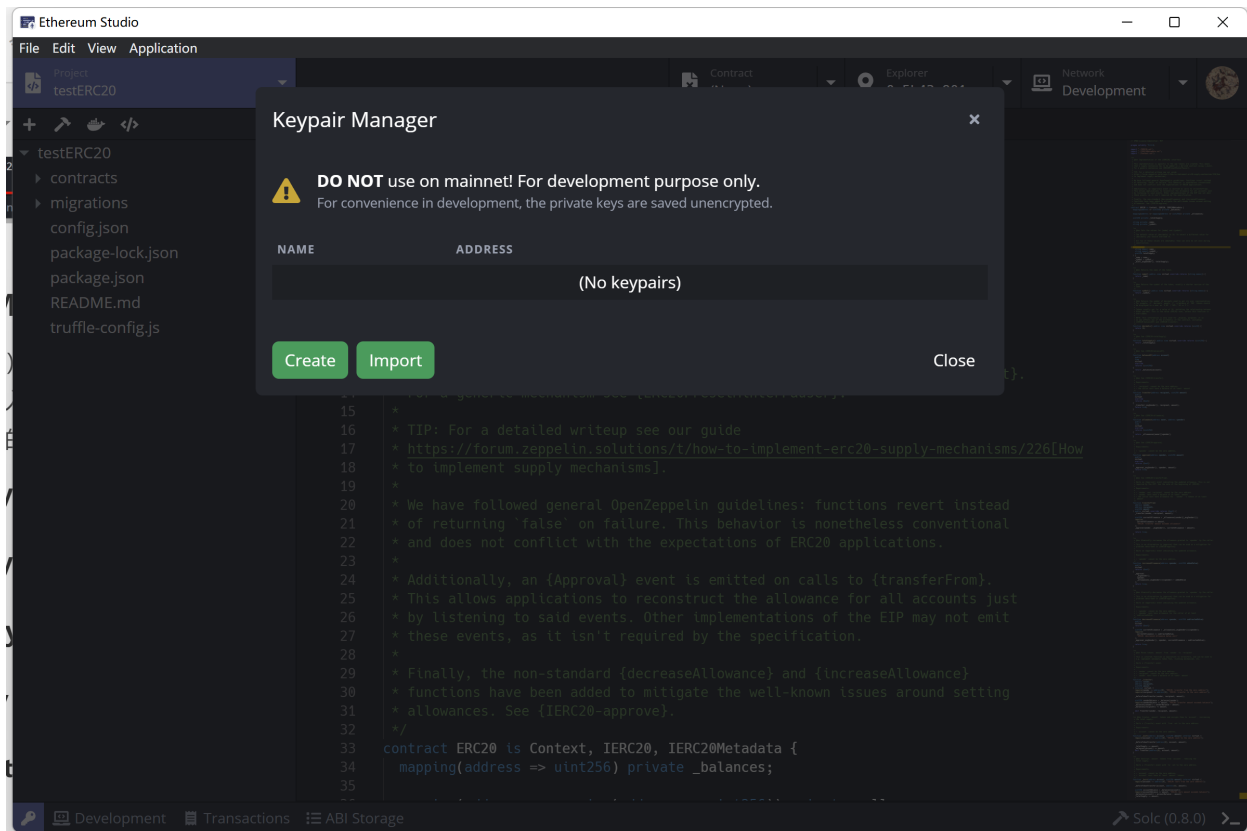 Ethereum Studio
File Edit View Application
Project
testERC20
Contract
Explorer
Network
Development
Keypair Manager
DO NOT use on mainnet! For development purpose only.
For convenience in development, the private keys are saved unencrypted.
NAME ADDRESS
(No keypairs)
Create Import Close
testERC20
contracts
migrations
config.json
package-lock.json
package.json
README.md
truffle-config.js
15 *
16 * TIP: For a detailed writeup see our guide
17 * https://forum.zeppelin.solutions/t/how-to-implement-erc20-supply-mechanisms/226[How
18 * to implement supply mechanisms].
19 *
20 * We have followed general OpenZeppelin guidelines: functions revert instead
21 * of returning `false` on failure. This behavior is nonetheless conventional
22 * and does not conflict with the expectations of ERC20 applications.
23 *
24 * Additionally, an {Approval} event is emitted on calls to {transferFrom}.
25 * This allows applications to reconstruct the allowance for all accounts just
26 * by listening to said events. Other implementations of the EIP may not emit
27 * these events, as it isn't required by the specification.
28 *
29 * Finally, the non-standard {decreaseAllowance} and {increaseAllowance}
30 * functions have been added to mitigate the well-known issues around setting
31 * allowances. See {IERC20-approve}.
32 */
33 contract ERC20 is Context, IERC20, IERC20Metadata {
34 mapping(address => uint256) private _balances;
35
Development Transactions ABI Storage Solc (0.8.0)